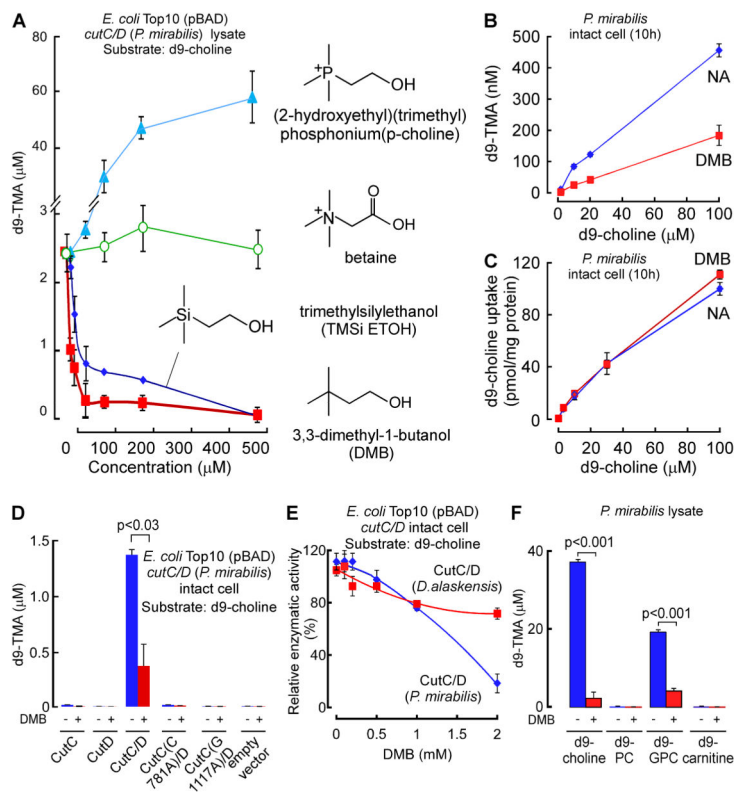 A
E. coli Top10 (pBAD)
cutC/D (P. mirabilis) lysate
Substrate: d9-choline
d9-TMA (μM)
80
60
40
3
2
1
0
0 100 200 300 400 500
Concentration (μM)
P
+
OH
(2-hydroxyethyl)(trimethyl)
phosphonium(p-choline)
N
+
O
OH
betaine
Si
OH
trimethylsilylethanol
(TMSi ETOH)
OH
3,3-dimethyl-1-butanol
(DMB)
B
P. mirabilis
intact cell (10h)
d9-TMA (nM)
500
400
300
200
100
0
NA
DMB
0 20 40 60 80 100
d9-choline (μM)
C
P. mirabilis
intact cell (10h)
d9-choline uptake
(pmol/mg protein)
120
80
40
0
DMB
NA
0 20 40 60 80 100
d9-choline (μM)
D
p<0.03
E. coli Top10 (pBAD)
cutC/D (P. mirabilis)
intact cell
Substrate: d9-choline
d9-TMA (μM)
1.5
1.0
0.5
0.0
DMB - + - + - + - + - + - +
CutC
CutD
CutC/D
CutC(C
781A)/D
CutC(G
1117A)/D
empty
vector
E
E. coli Top10 (pBAD)
cutC/D intact cell
Substrate: d9-choline
Relative enzymatic activity
(%)
120
80
40
0
CutC/D
(D.alaskensis)
CutC/D
(P. mirabilis)
0 0.5 1 2
DMB (mM)
F
P. mirabilis lysate
p<0.001
p<0.001
d9-TMA (μM)
40
20
0
DMB - + - + - + - +
d9- d9- d9- d9-
choline PC GPC carnitine